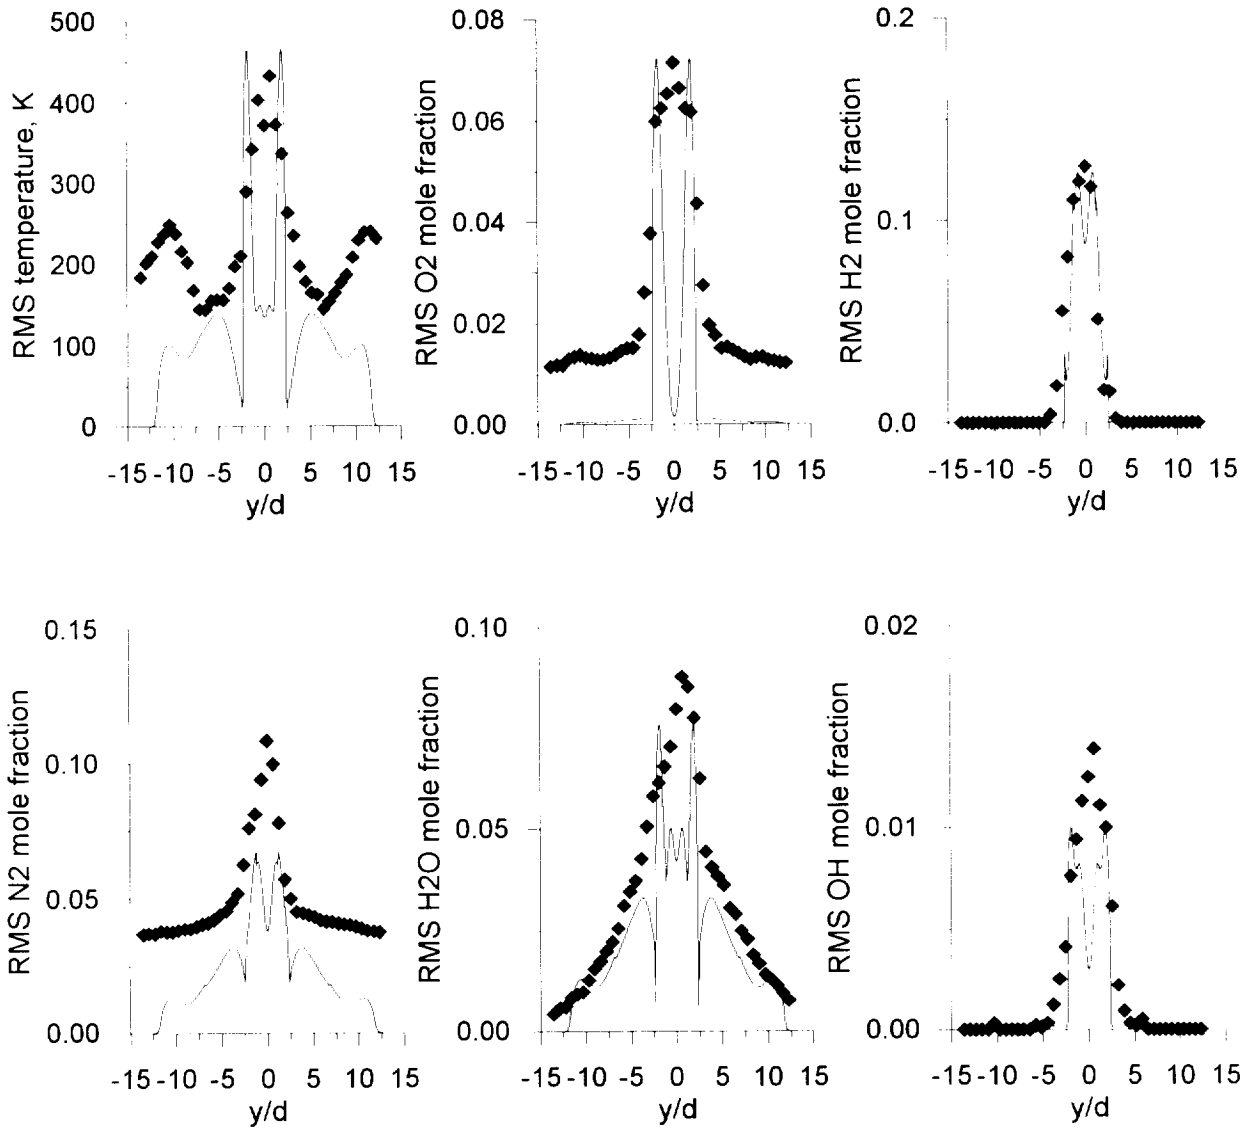 500
400
300
200
100
0
RMS temperature, K
-15 -10 -5 0 5 10 15
y/d
0.08
0.06
0.04
0.02
0.00
RMS O2 mole fraction
-15 -10 -5 0 5 10 15
y/d
0.2
0.1
0.0
RMS H2 mole fraction
-15 -10 -5 0 5 10 15
y/d
0.15
0.10
0.05
0.00
RMS N2 mole fraction
-15 -10 -5 0 5 10 15
y/d
0.10
0.05
0.00
RMS H2O mole fraction
-15 -10 -5 0 5 10 15
y/d
0.02
0.01
0.00
RMS OH mole fraction
-15 -10 -5 0 5 10 15
y/d